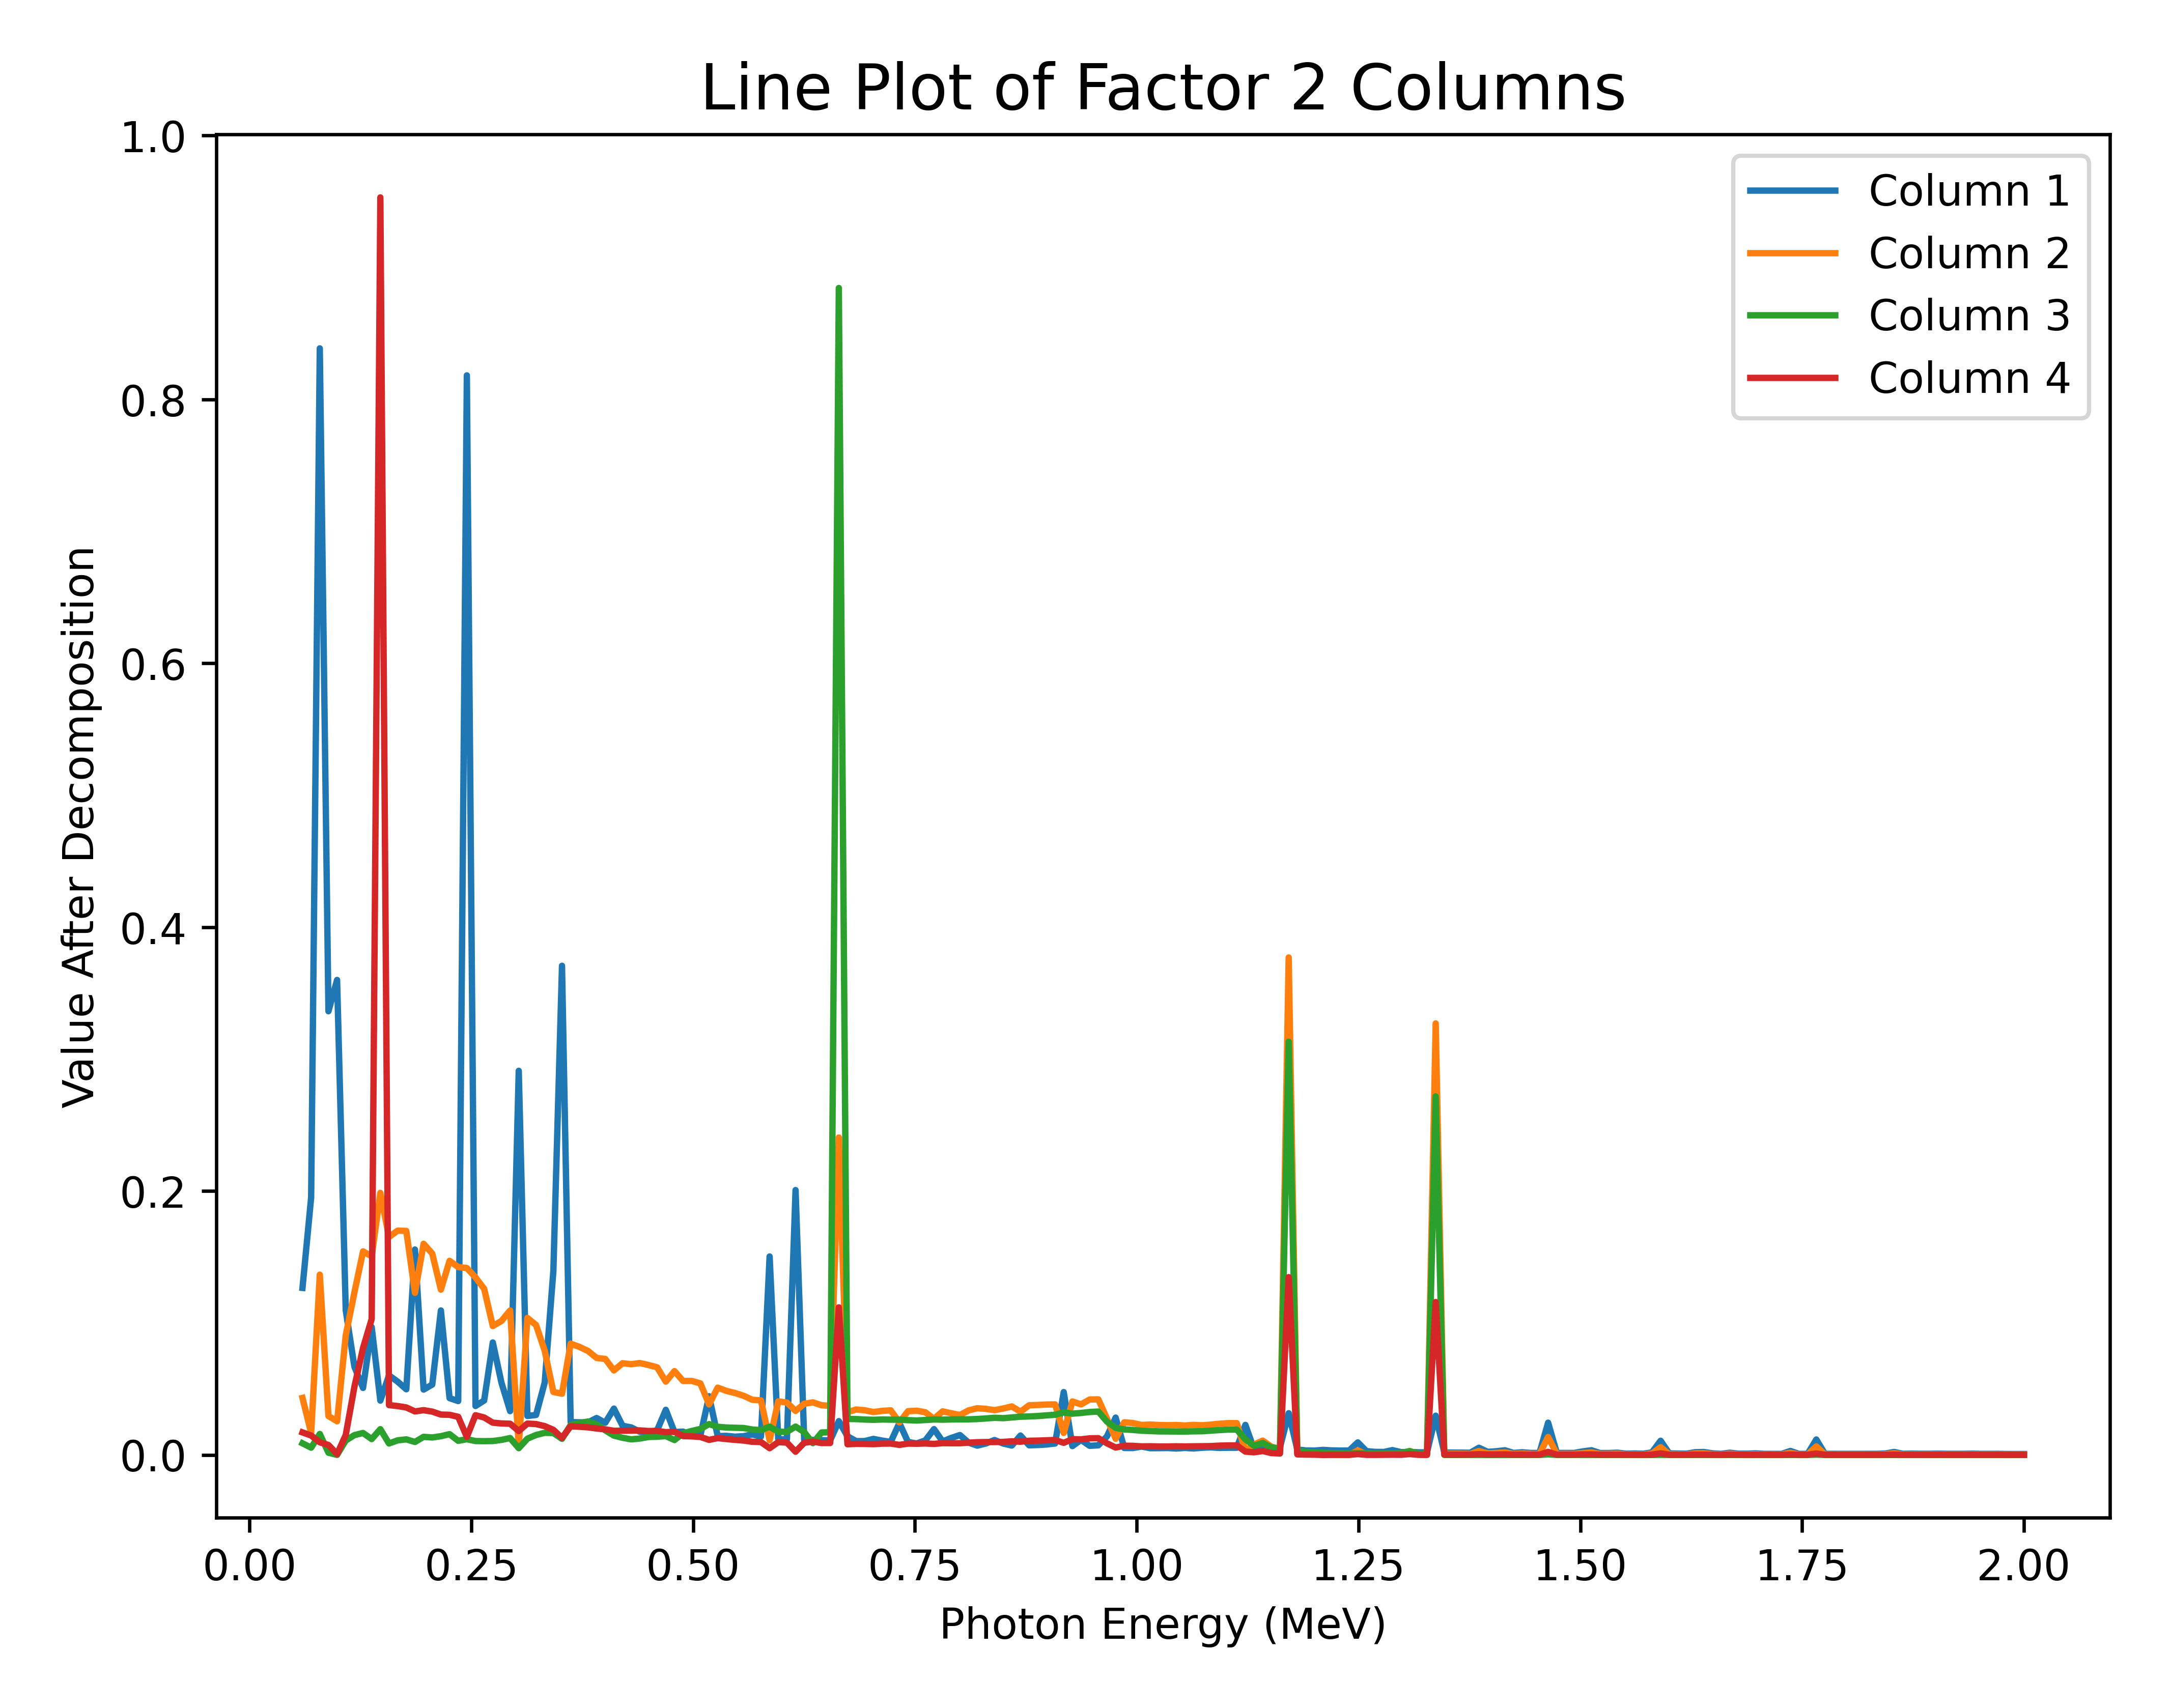 Line Plot of Factor 2 Columns
1.0
0.8
0.6
0.4
0.2
0.0
Value After Decomposition
Column 1
Column 2
Column 3
Column 4
0.00 0.25 0.50 0.75 1.00 1.25 1.50 1.75 2.00
Photon Energy (MeV)